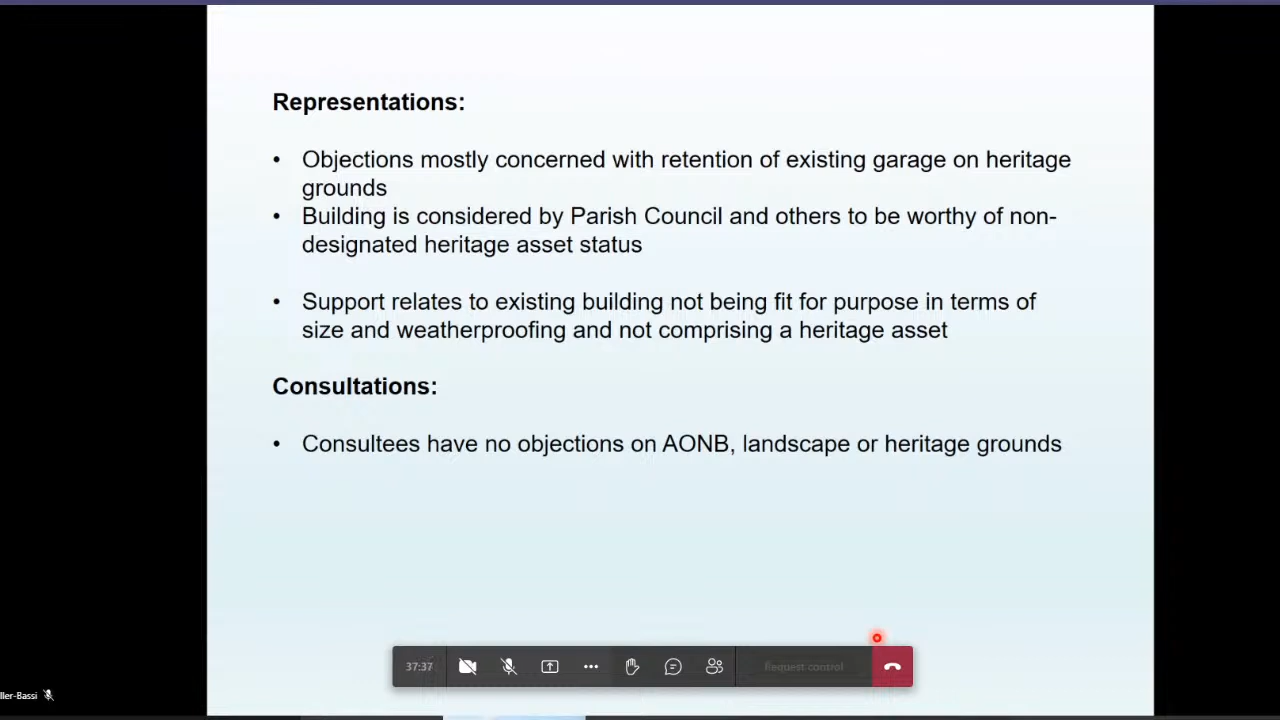 Representations:
• Objections mostly concerned with retention of existing garage on heritage
grounds
• Building is considered by Parish Council and others to be worthy of non-
designated heritage asset status
• Support relates to existing building not being fit for purpose in terms of
size and weatherproofing and not comprising a heritage asset
Consultations:
• Consultees have no objections on AONB, landscape or heritage grounds
37:37
Request control
ller-Bassi